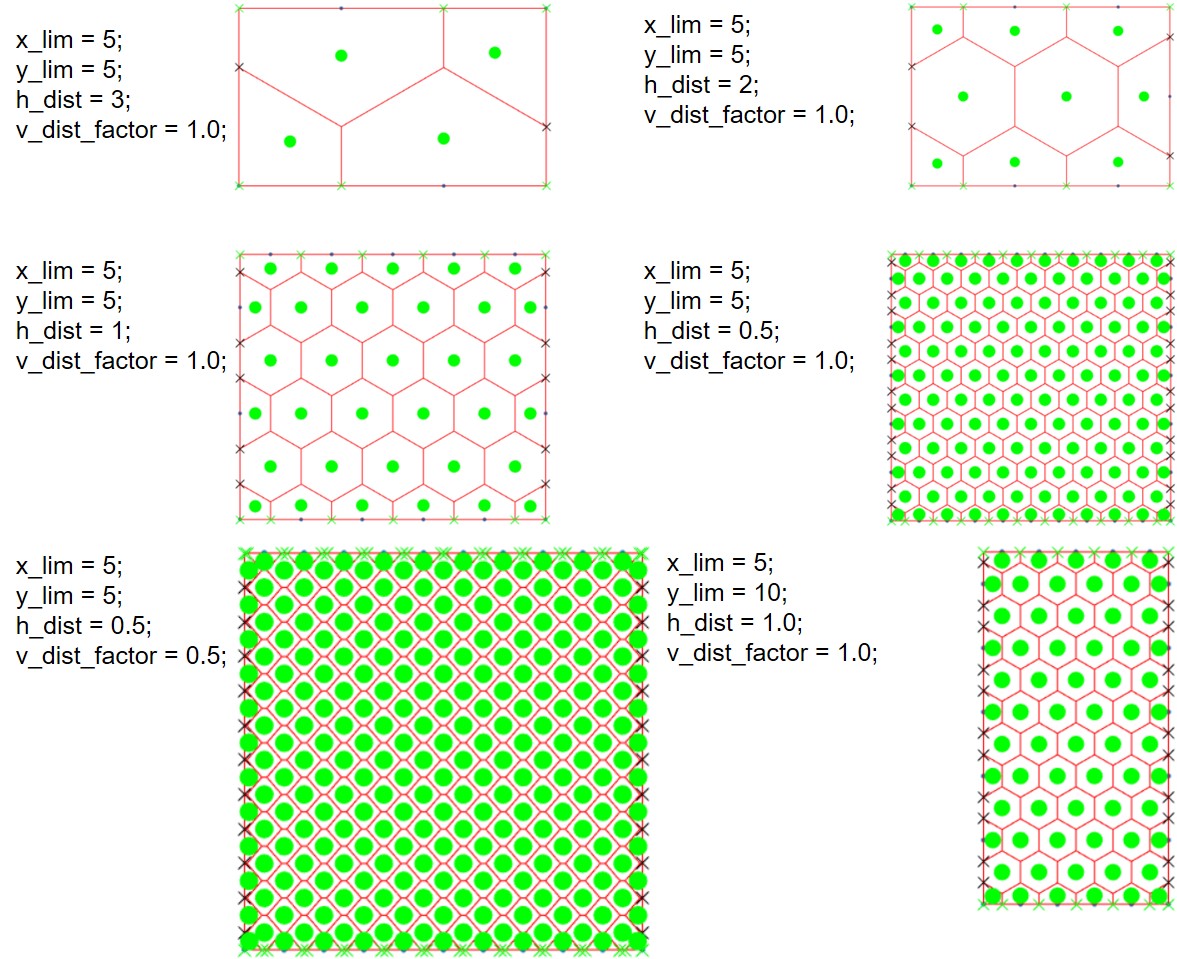 x_lim = 5;
y_lim = 5;
h_dist = 3;
v_dist_factor = 1.0;
x_lim = 5;
y_lim = 5;
h_dist = 2;
v_dist_factor = 1.0;
x_lim = 5;
y_lim = 5;
h_dist = 1;
v_dist_factor = 1.0;
x_lim = 5;
y_lim = 5;
h_dist = 0.5;
v_dist_factor = 1.0;
x_lim = 5;
y_lim = 5;
h_dist = 0.5;
v_dist_factor = 0.5;
x_lim = 5;
y_lim = 10;
h_dist = 1.0;
v_dist_factor = 1.0;